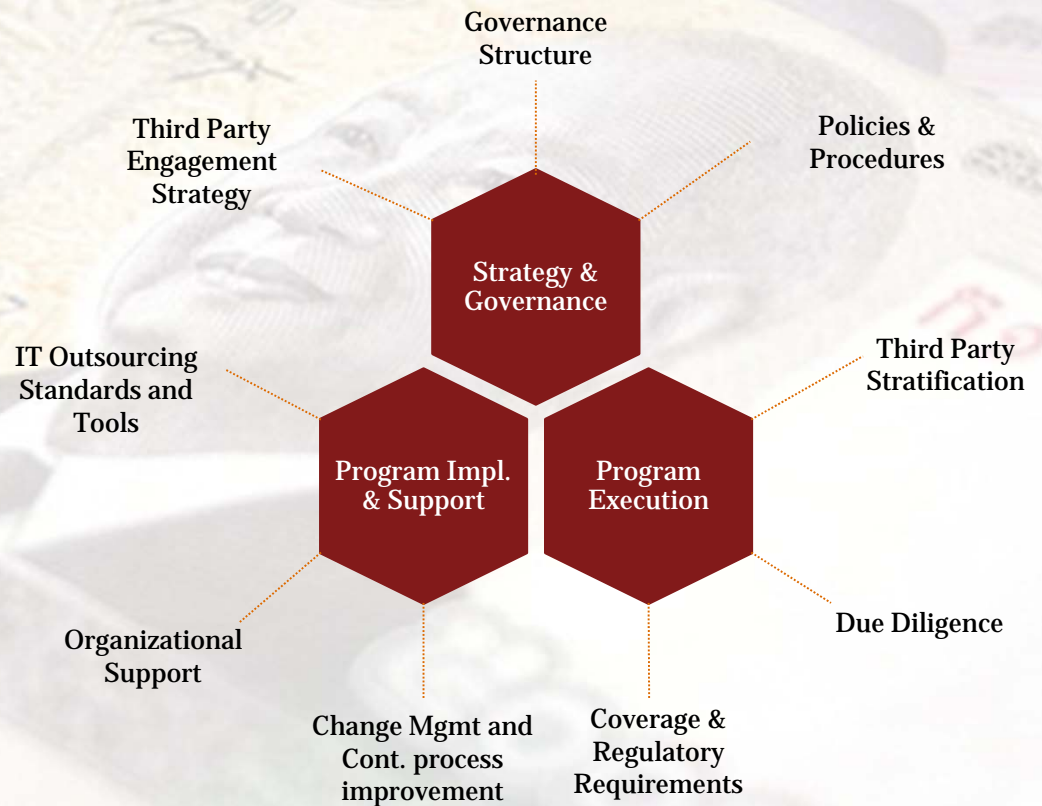 Governance
Structure
Third Party
Engagement
Strategy
Policies &
Procedures
Strategy &
Governance
IT Outsourcing
Standards and
Tools
Third Party
Stratification
Program Impl.
& Support
Program
Execution
Organizational
Support
Due Diligence
Change Mgmt and
Cont. process
improvement
Coverage &
Regulatory
Requirements